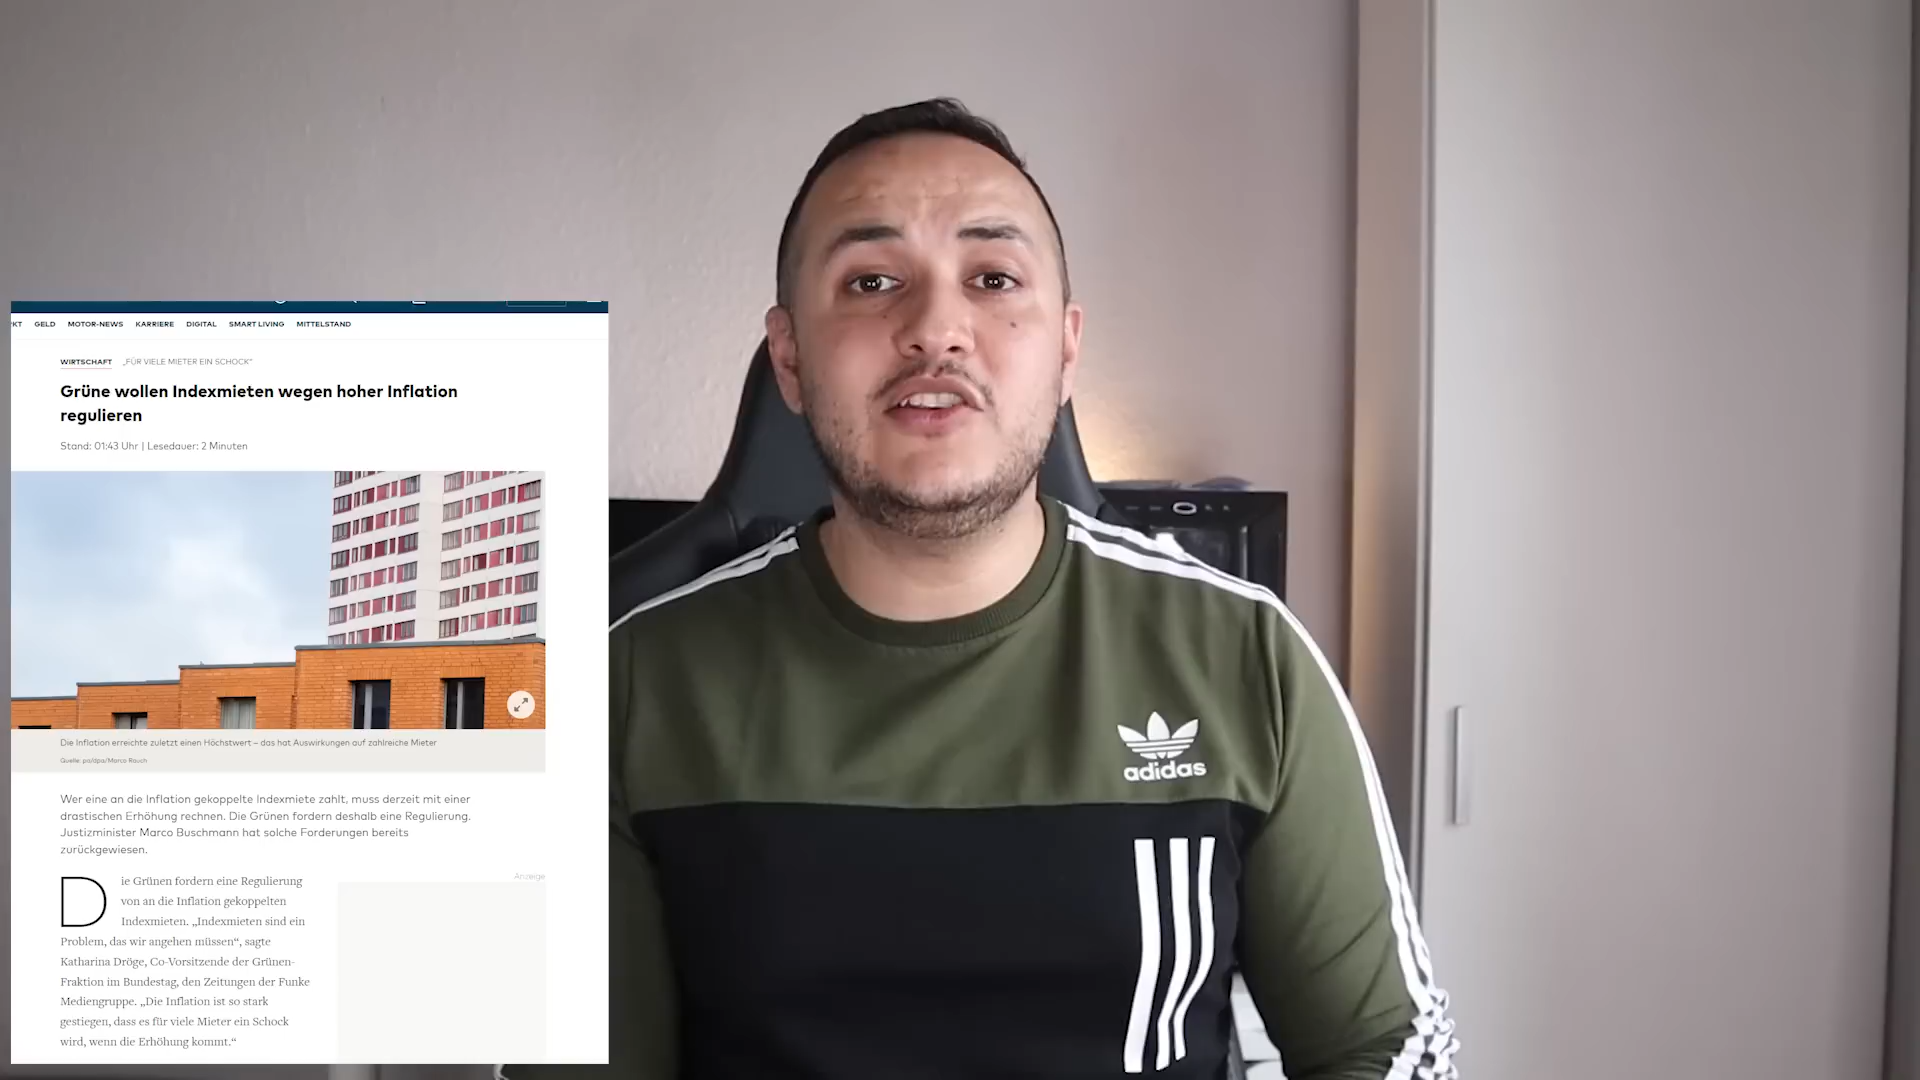 KT GELD MOTOR-NEWS KARRIERE DIGITAL SMART LIVING MITTELSTAND
WIRTSCHAFT „FÜR VIELE MIETER EIN SCHOCK“
Grüne wollen Indexmieten wegen hoher Inflation
regulieren
Stand: 01:43 Uhr | Lesedauer: 2 Minuten
Die Inflation erreichte zuletzt einen Höchstwert – das hat Auswirkungen auf zahlreiche Mieter
Quelle: pa/dpa/Marco Rauch
Wer eine an die Inflation gekoppelte Indexmiete zahlt, muss derzeit mit einer
drastischen Erhöhung rechnen. Die Grünen fordern deshalb eine Regulierung.
Justizminister Marco Buschmann hat solche Forderungen bereits
zurückgewiesen.
Anzeige
Die Grünen fordern eine Regulierung
von an die Inflation gekoppelten
Indexmieten. „Indexmieten sind ein
Problem, das wir angehen müssen“, sagte
Katharina Dröge, Co-Vorsitzende der Grünen-
Fraktion im Bundestag, den Zeitungen der Funke
Mediengruppe. „Die Inflation ist so stark
gestiegen, dass es für viele Mieter ein Schock
wird, wenn die Erhöhung kommt.“
adidas